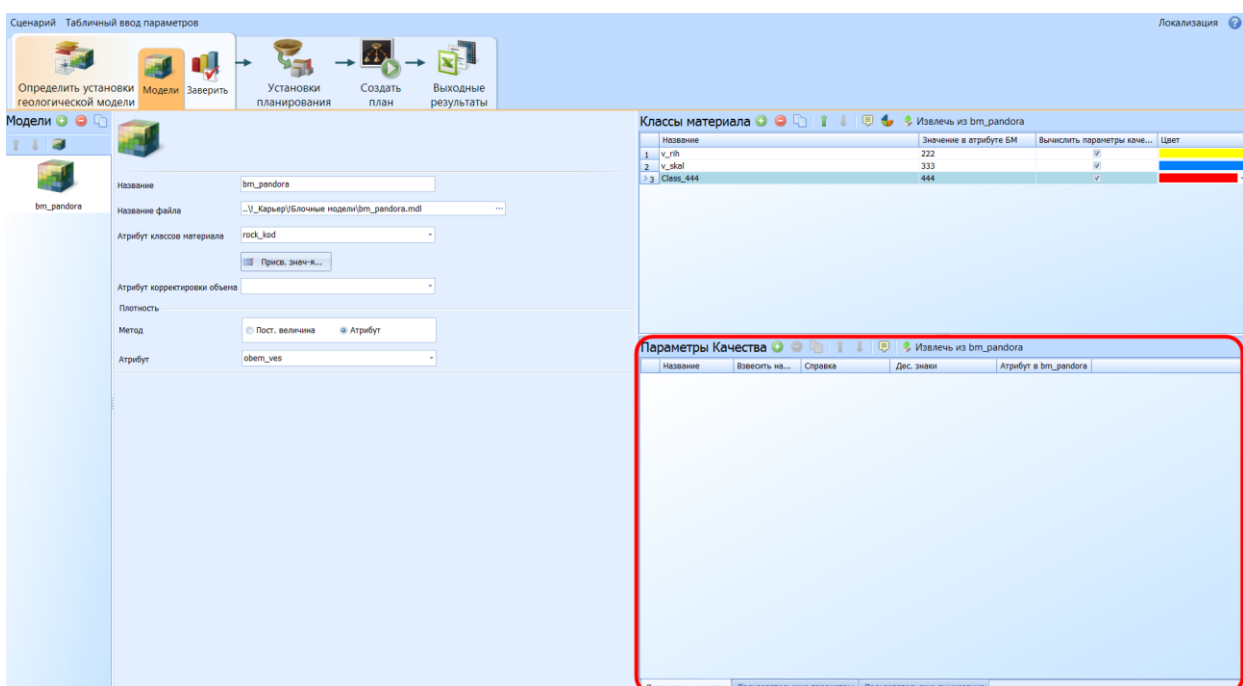 Сценарий Табличный ввод параметров
Локализация
Определить установки геологической модели
Модели
Заверить
Установки планирования
Создать план
Выходные результаты
Модели
bm_pandora
Название bm_pandora
Название файла ..\!_Карьер\!Блочные модели\bm_pandora.mdl ...
Атрибут классов материала rock_kod
Присв. знач-я...
Атрибут корректировки объема
Плотность
Метод Пост. величина Атрибут
Атрибут obem_ves
Классы материала Извлечь из bm_pandora
Название Значение в атрибуте БМ Вычислить параметры каче... Цвет
1 v_rih 222
2 v_skal 333
3 Class_444 444
Параметры Качества Извлечь из bm_pandora
Название Взвесить на... Справка Дес. знаки Атрибут в bm_pandora